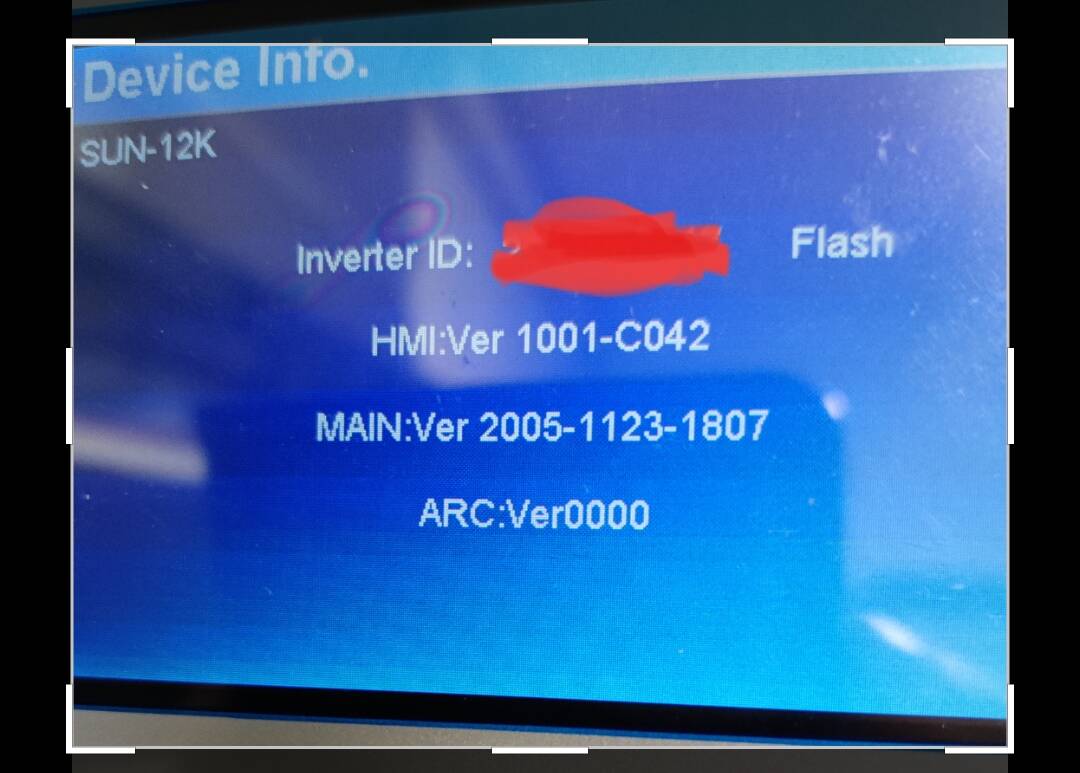 Device Info.
SUN-12K
Inverter ID: Flash
HMI:Ver 1001-C042
MAIN:Ver 2005-1123-1807
ARC:Ver0000